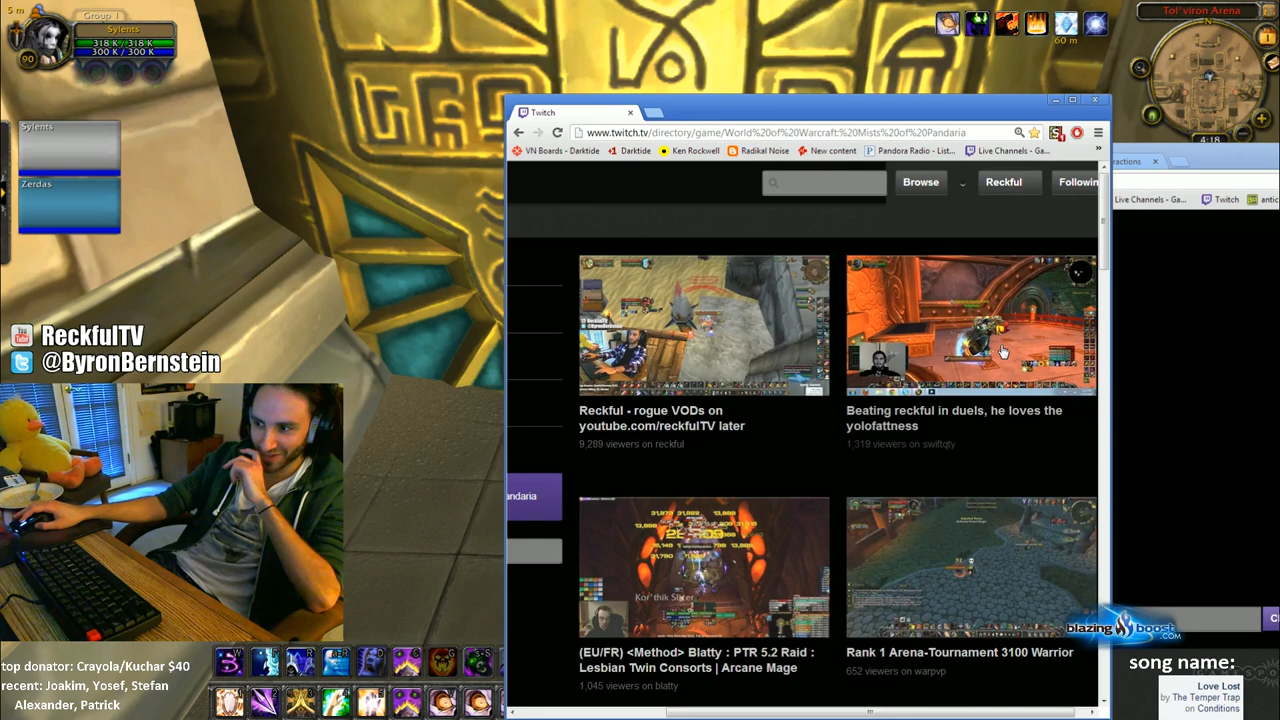 5 m
Group 1
Sylents
318 K / 318 K
300 K / 300 K
90
Sylents
Zerdas
60 m
Tol'viron Arena
4:18
Twitch
www.twitch.tv/directory/game/World%20of%20Warcraft:%20Mists%20of%20Pandaria
VN Boards - Darktide
+1 Darktide
Ken Rockwell
Radikal Noise
New content
Pandora Radio - List...
Live Channels - Ga...
ractions
Live Channels - Ga...
Twitch
antic
Browse
Reckful
Followin
ReckfulTV
@ByronBernstein
Reckful - rogue VODs on
youtube.com/reckfulTV later
9,289 viewers on reckful
Beating reckful in duels, he loves the
yolofattness
1,319 viewers on swiftqty
andaria
Kor'thik Slicer
(EU/FR) <Method> Blatty : PTR 5.2 Raid :
Lesbian Twin Consorts | Arcane Mage
1,045 viewers on blatty
Rank 1 Arena-Tournament 3100 Warrior
652 viewers on warpvp
blazing boost
.COM
top donator: Crayola/Kuchar $40
recent: Joakim, Yosef, Stefan
Alexander, Patrick
song name:
Love Lost
by The Temper Trap
on Conditions